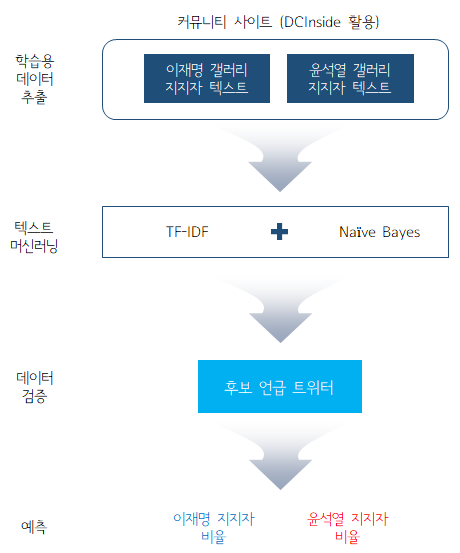 커뮤니티 사이트 (DCInside 활용)
학습용
데이터
추출
이재명 갤러리
지지자 텍스트
윤석열 갤러리
지지자 텍스트
텍스트
머신러닝
TF-IDF
+
Naïve Bayes
데이터
검증
후보 언급 트위터
예측
이재명 지지자
비율
윤석열 지지자
비율